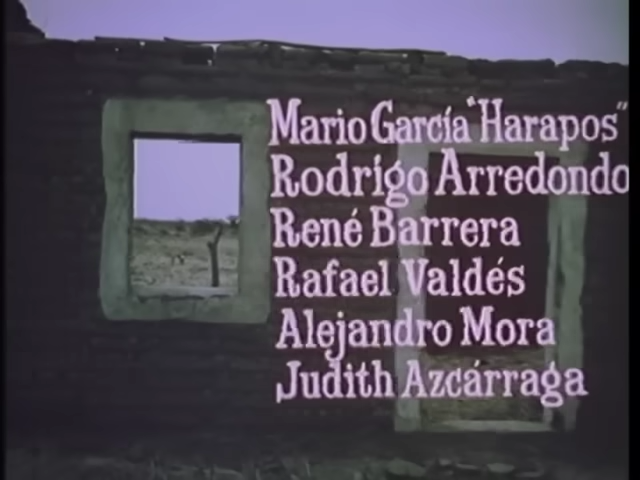 Mario García "Harapos"
Rodrigo Arredondo
René Barrera
Rafael Valdés
Alejandro Mora
Judith Azcárraga